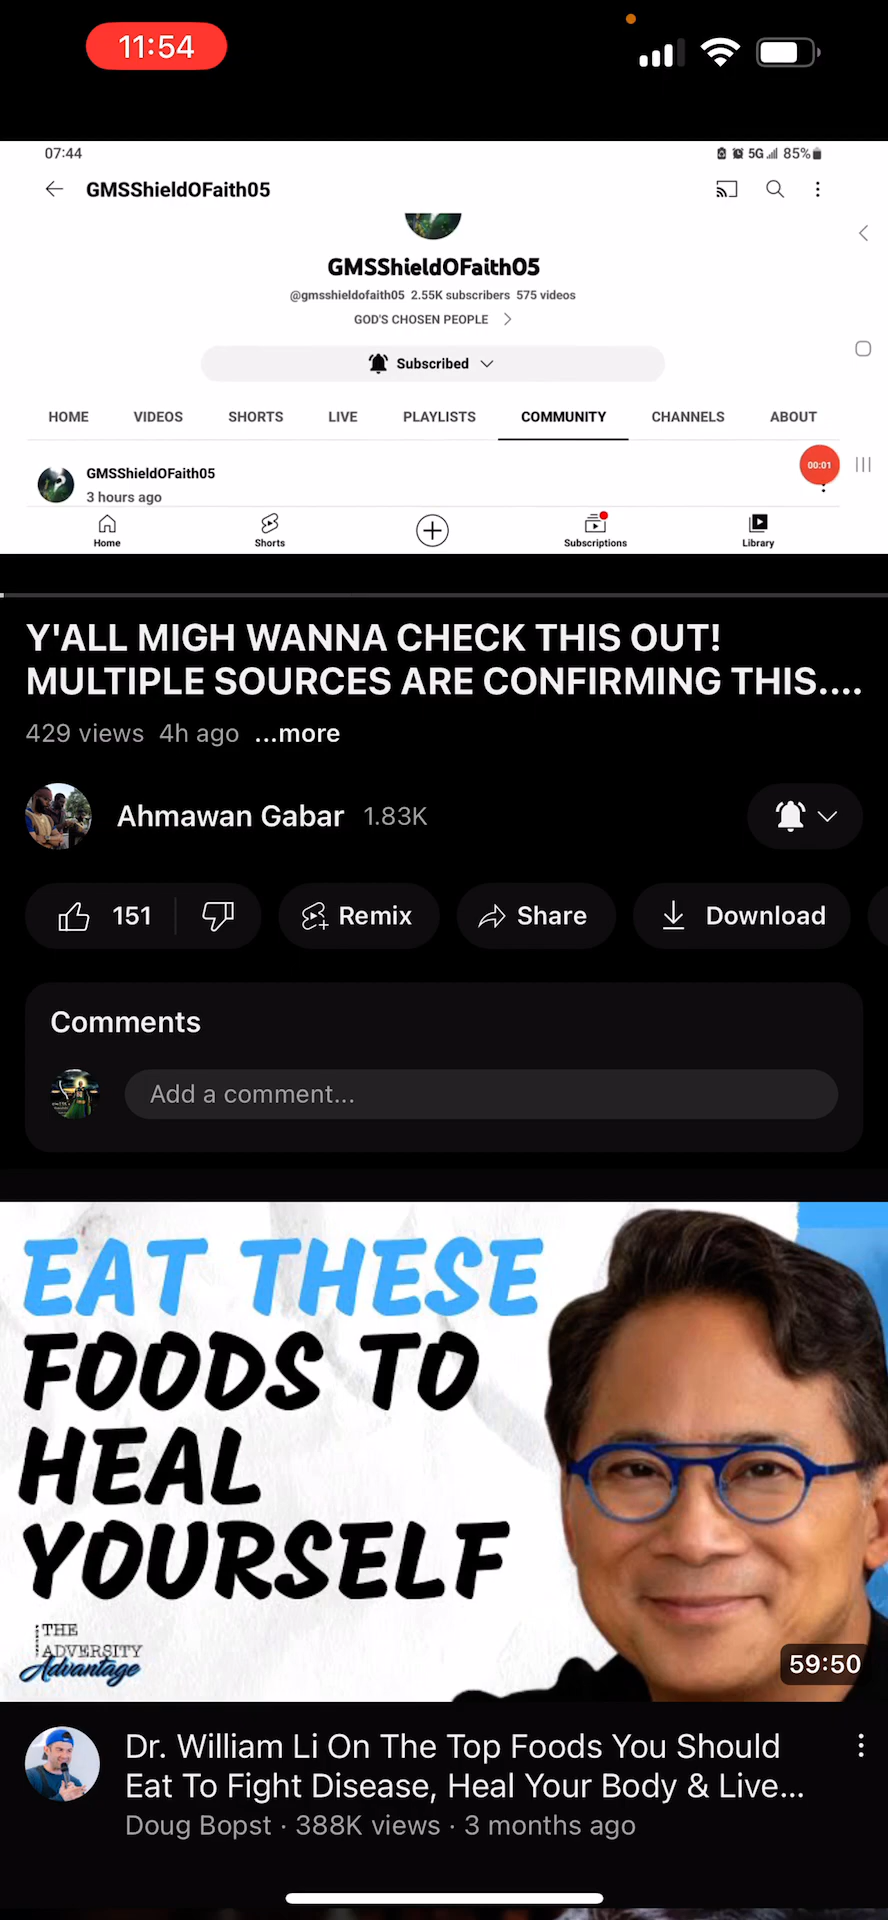 11:54
07:44
5G 85%
GMSShieldOFaith05
GMSShieldOFaith05
@gmsshieldofaith05 2.55K subscribers 575 videos
GOD'S CHOSEN PEOPLE
Subscribed
HOME VIDEOS SHORTS LIVE PLAYLISTS COMMUNITY CHANNELS ABOUT
GMSShieldOFaith05
00:01
3 hours ago
Home Shorts Subscriptions Library
Y'ALL MIGH WANNA CHECK THIS OUT!
MULTIPLE SOURCES ARE CONFIRMING THIS....
429 views 4h ago ...more
Ahmawan Gabar 1.83K
151 Remix Share Download
Comments
Add a comment...
EAT THESE
FOODS TO
HEAL
YOURSELF
THE
ADVERSITY
Advantage
59:50
Dr. William Li On The Top Foods You Should
Eat To Fight Disease, Heal Your Body & Live...
Doug Bopst · 388K views · 3 months ago